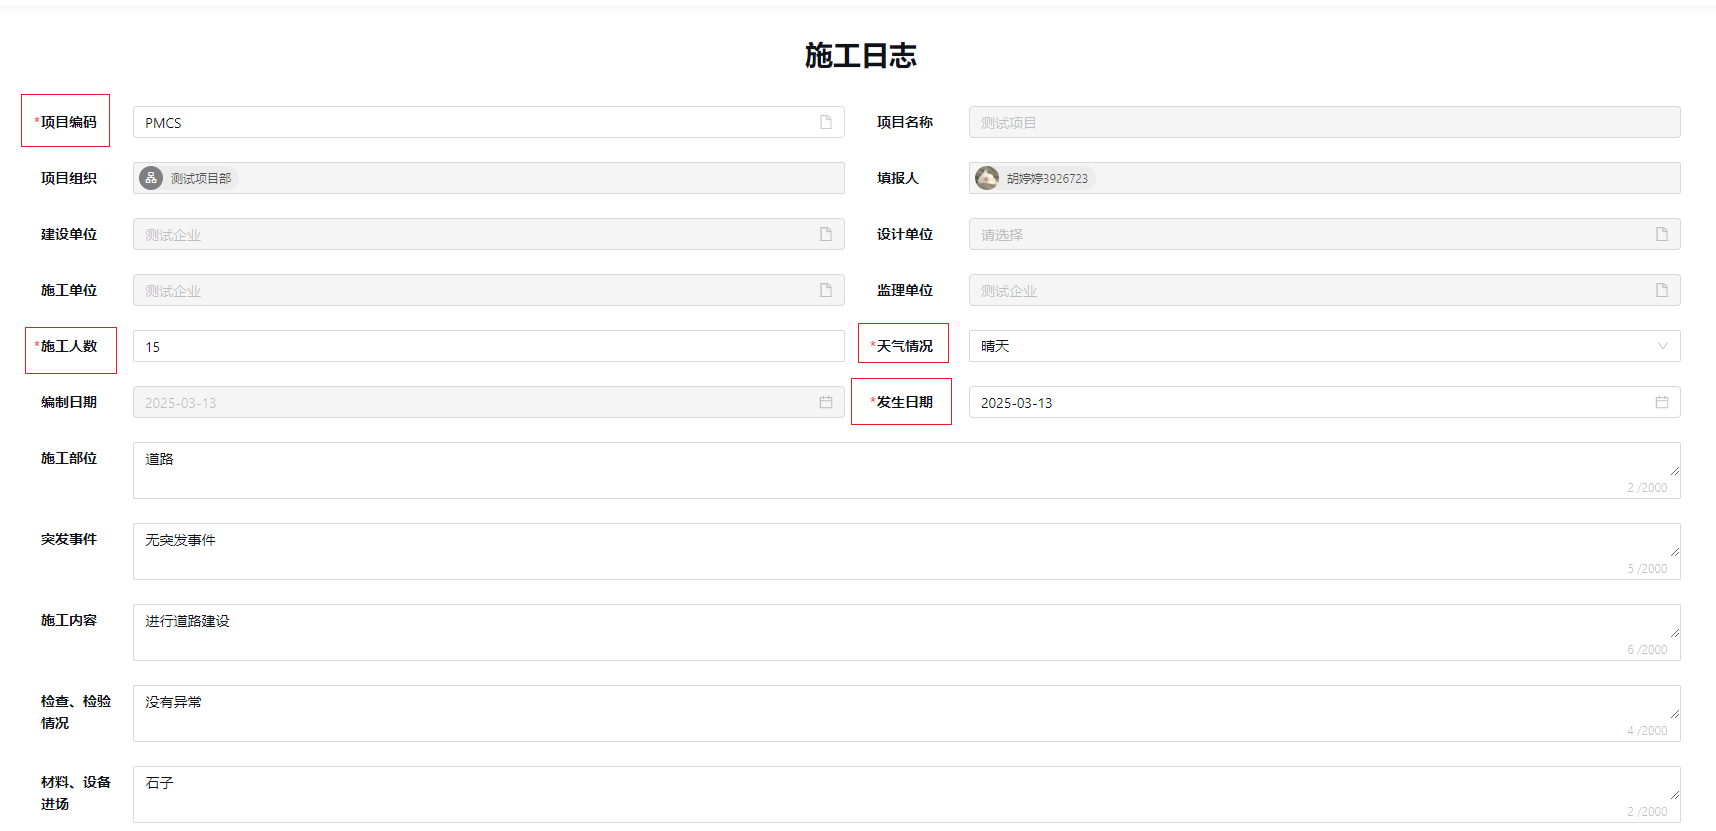 施工日志
*项目编码 PMCS 项目名称 测试项目
项目组织 测试项目部 填报人 胡婷婷3926723
建设单位 测试企业 设计单位 请选择
施工单位 测试企业 监理单位 测试企业
*施工人数 15 *天气情况 晴天
编制日期 2025-03-13 *发生日期 2025-03-13
施工部位 道路
2 /2000
突发事件 无突发事件
5 /2000
施工内容 进行道路建设
6 /2000
检查、检验 没有异常
情况
4 /2000
材料、设备 石子
进场
2 /2000